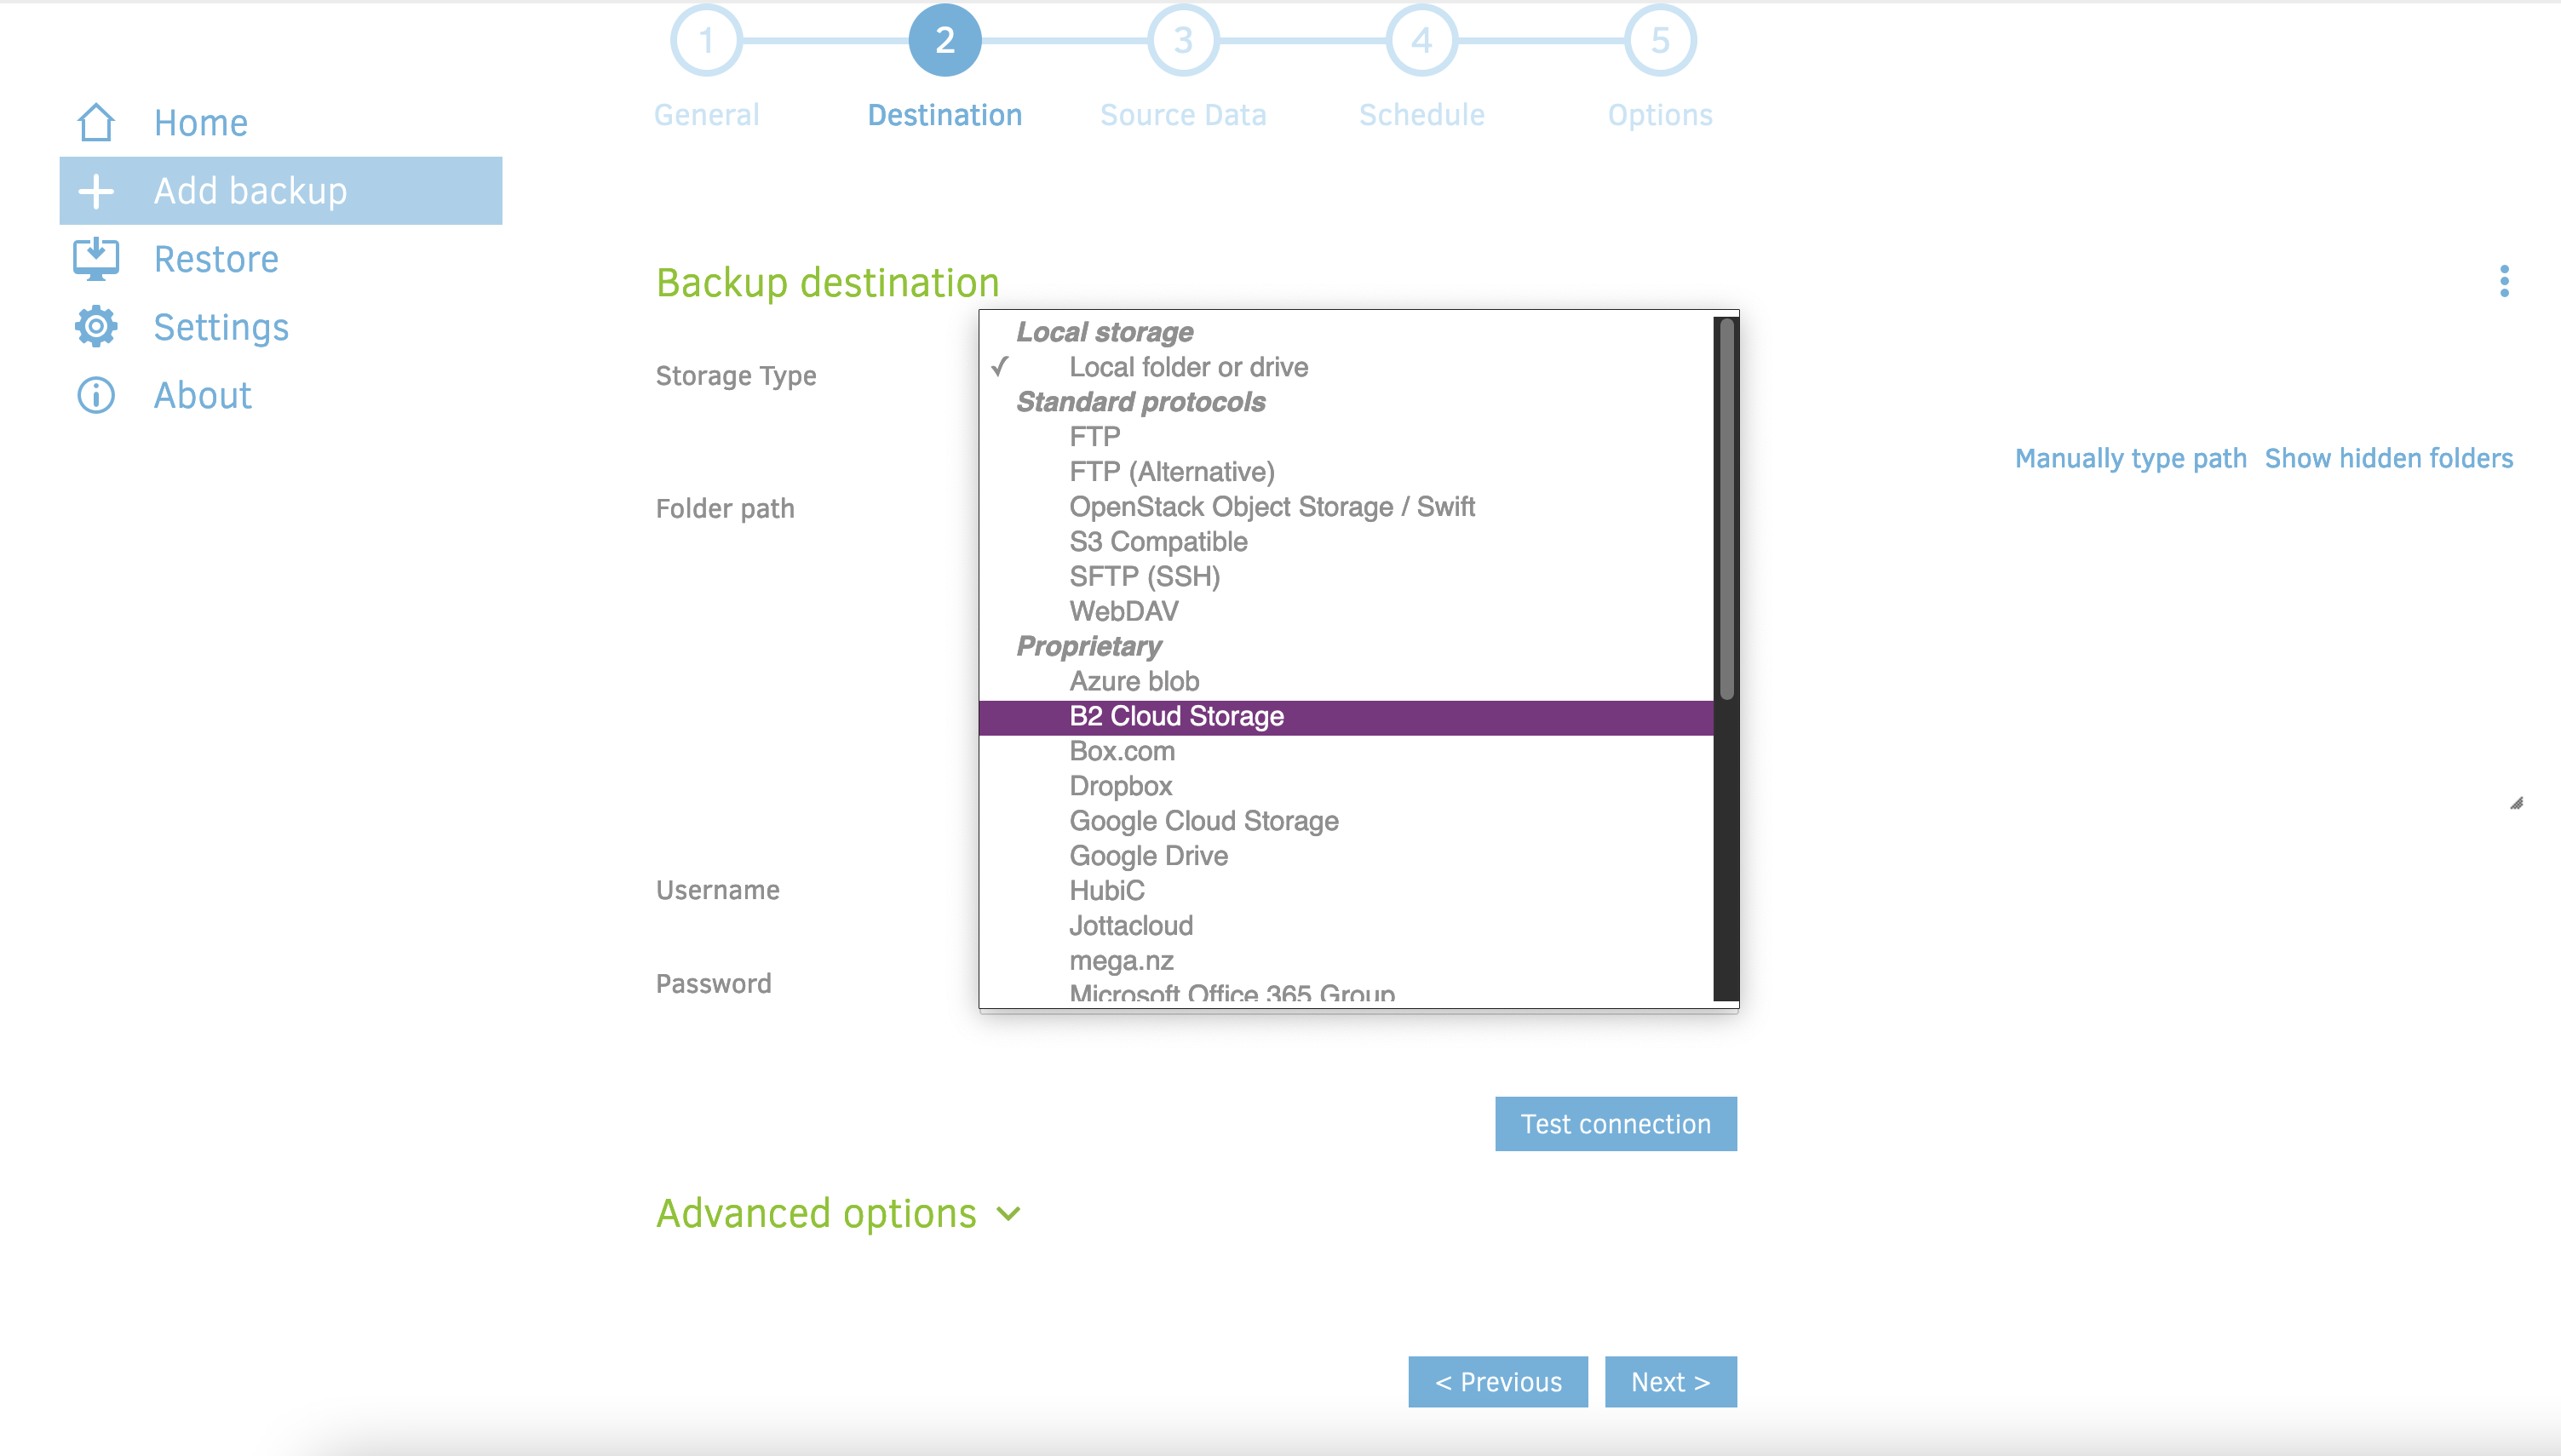 1 2 3 4 5
General Destination Source Data Schedule Options
Home
Add backup
Restore
Settings
About
Backup destination
Storage Type
Local storage
✓ Local folder or drive
Standard protocols
FTP
FTP (Alternative)
OpenStack Object Storage / Swift
S3 Compatible
SFTP (SSH)
WebDAV
Proprietary
Azure blob
B2 Cloud Storage
Box.com
Dropbox
Google Cloud Storage
Google Drive
HubiC
Jottacloud
mega.nz
Microsoft Office 365 Group
Manually type path Show hidden folders
Folder path
Username
Password
Test connection
Advanced options
< Previous Next >